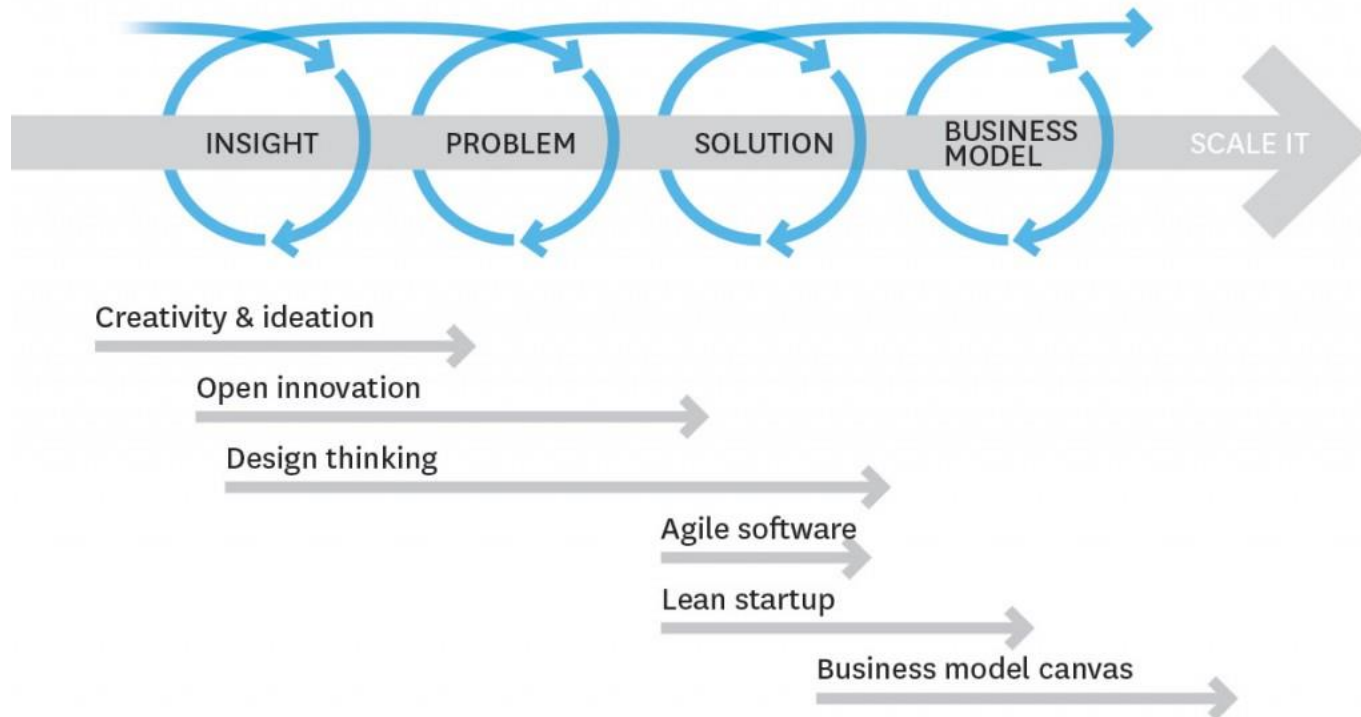 INSIGHT
PROBLEM
SOLUTION
BUSINESS
MODEL
SCALE IT
Creativity & ideation
Open innovation
Design thinking
Agile software
Lean startup
Business model canvas